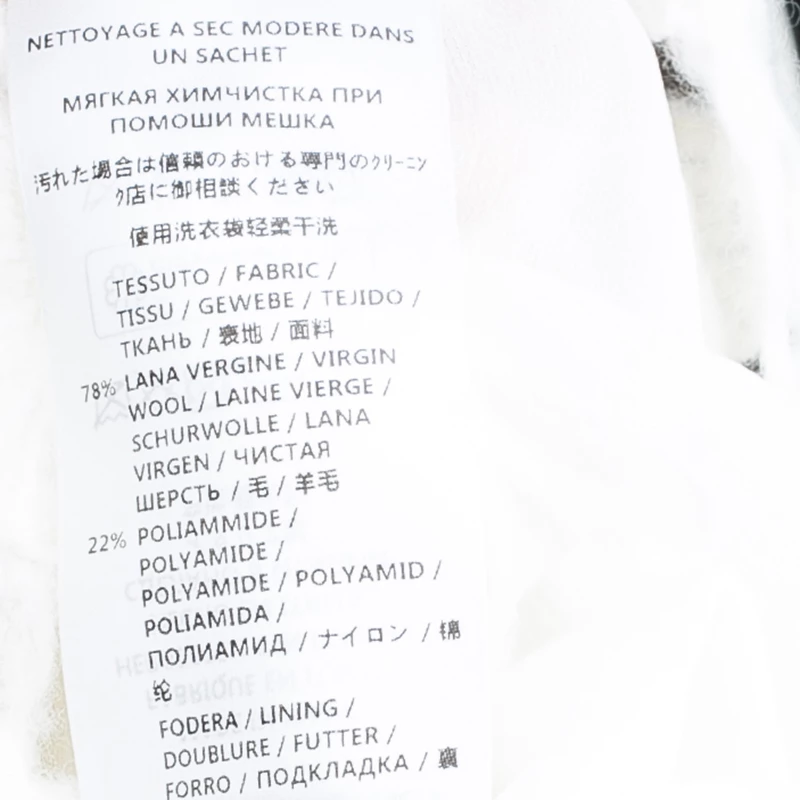 NETTOYAGE A SEC MODERE DANS
UN SACHET
МЯГКАЯ ХИМЧИСТКА ПРИ
ПОМОШИ МЕШКА
汚れた場合は信頼のおける専門のｸﾘｰﾆﾝ
ｸ店に御相談ください
使用洗衣袋轻柔干洗
TESSUTO / FABRIC /
TISSU / GEWEBE / TEJIDO /
ТКАНЬ / 裏地 / 面料
78% LANA VERGINE / VIRGIN
WOOL / LAINE VIERGE /
SCHURWOLLE / LANA
VIRGEN / ЧИСТАЯ
ШЕРСТЬ / 毛 / 羊毛
22% POLIAMMIDE /
POLYAMIDE /
POLYAMIDE / POLYAMID /
POLIAMIDA /
ПОЛИАМИД / ナイロン / 锦
纶
FODERA / LINING /
DOUBLURE / FUTTER /
FORRO / ПОДКЛАДКА / 裏